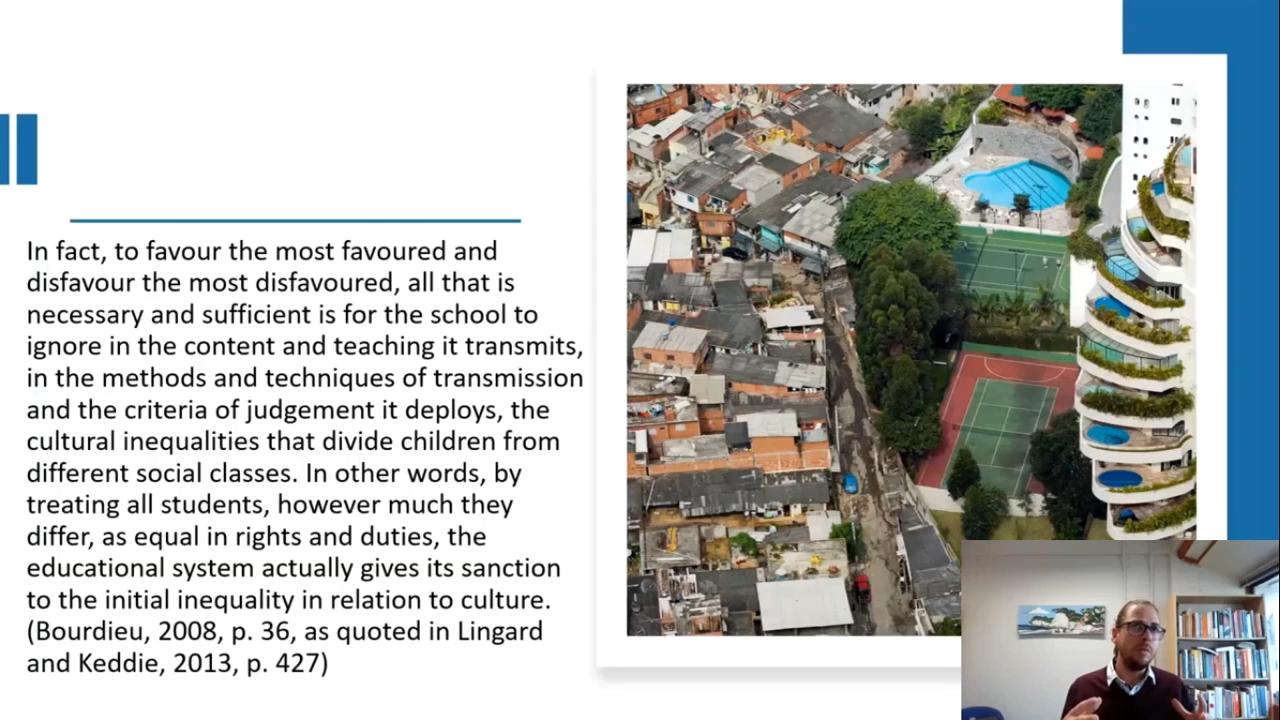 In fact, to favour the most favoured and
disfavour the most disfavoured, all that is
necessary and sufficient is for the school to
ignore in the content and teaching it transmits,
in the methods and techniques of transmission
and the criteria of judgement it deploys, the
cultural inequalities that divide children from
different social classes. In other words, by
treating all students, however much they
differ, as equal in rights and duties, the
educational system actually gives its sanction
to the initial inequality in relation to culture.
(Bourdieu, 2008, p. 36, as quoted in Lingard
and Keddie, 2013, p. 427)